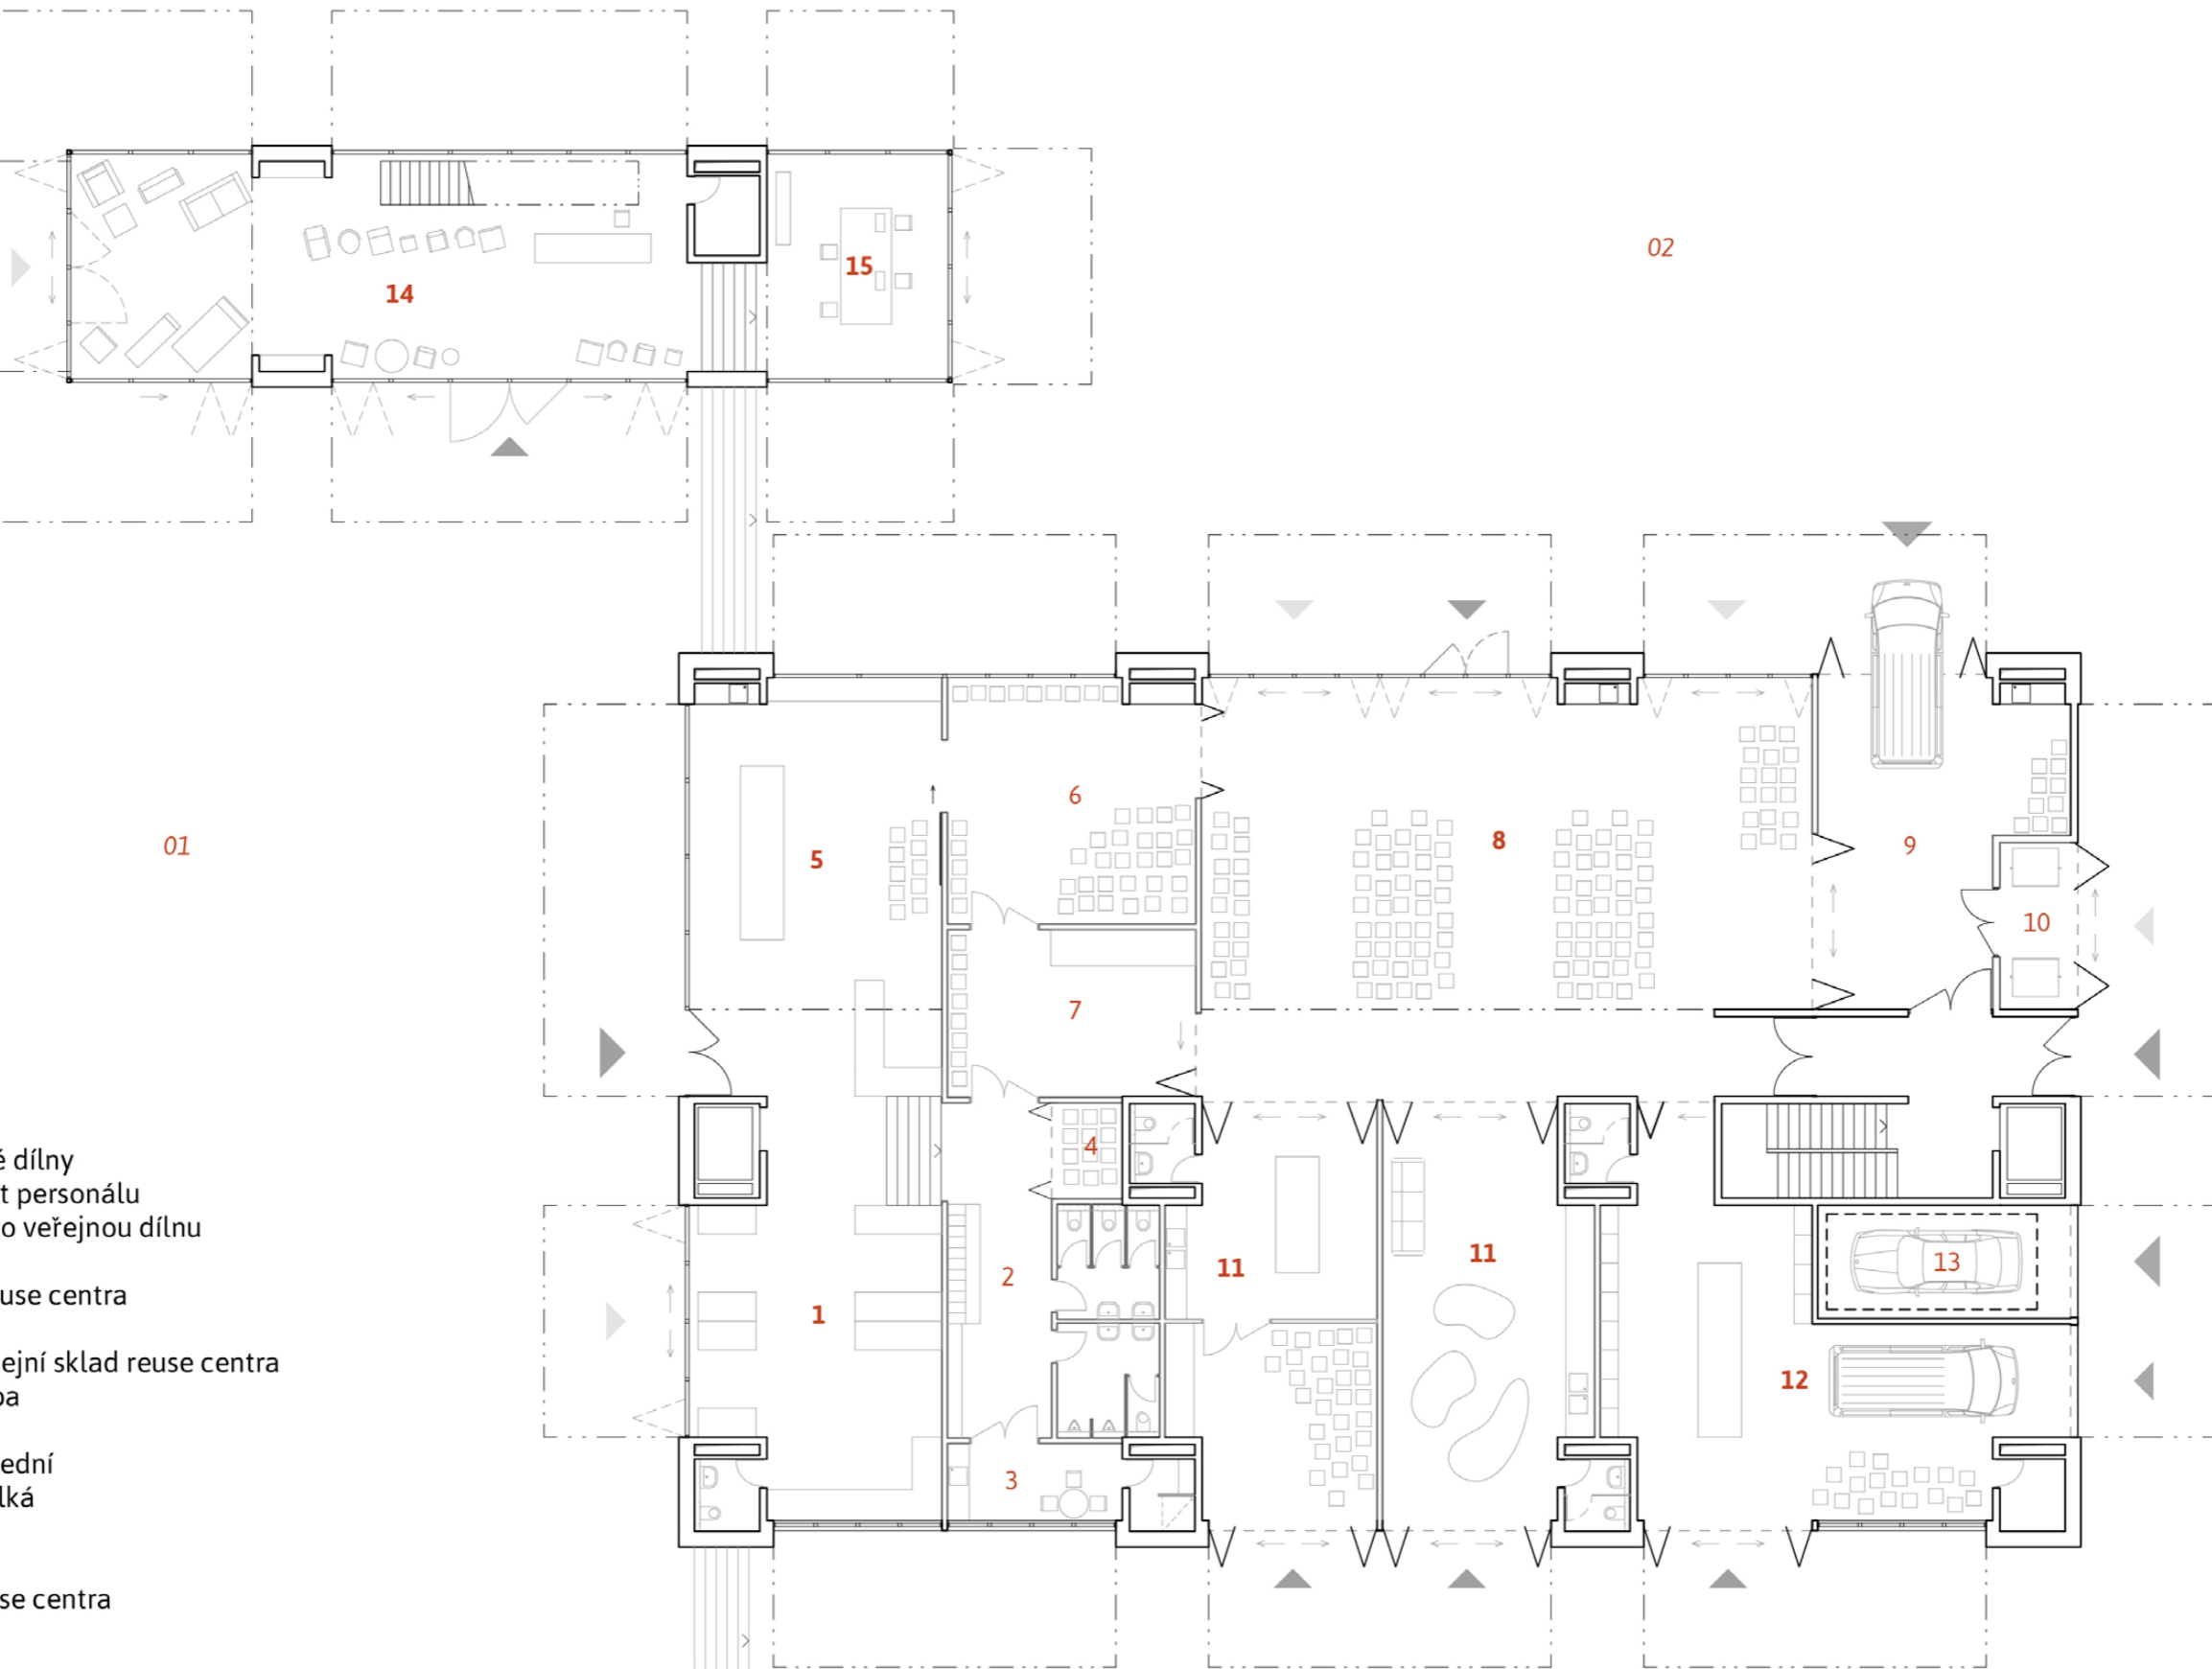 02
15
14
01
6
8
9
5
10
7
4
13
2
11
11
1
12
3
é dílny
t personálu
o veřejnou dílnu
use centra
ejní sklad reuse centra
ba
ední
lká
se centra